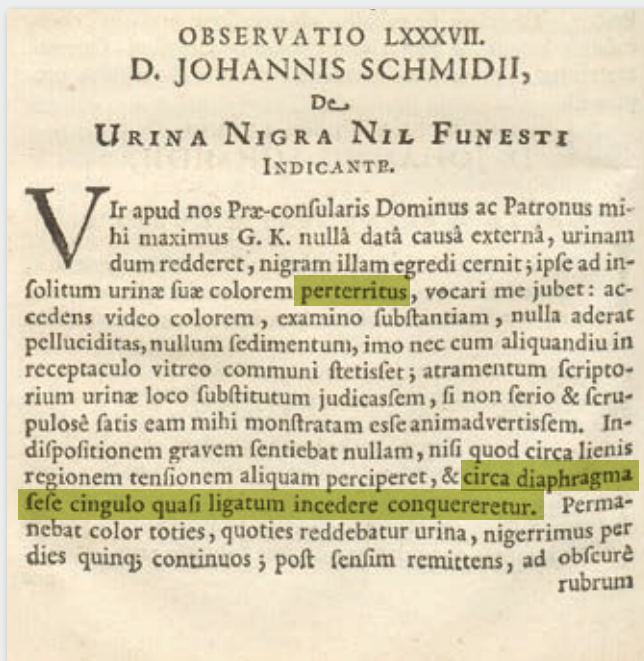 OBSERVATIO LXXXVII.
D. JOHANNIS SCHMIDII,
De
URINA NIGRA NIL FUNESTI
INDICANTE.
VIr apud nos Præ-conſularis Dominus ac Patronus mi-
hi maximus G. K. nullâ datâ causâ externâ, urinam
dum redderet, nigram illam egredi cernit; ipſe ad in-
ſolitum urinæ ſuæ colorem perterritus, vocari me jubet: ac-
cedens video colorem, examino ſubſtantiam, nulla aderat
pelluciditas, nullum ſedimentum, imo nec cum aliquandiu in
receptaculo vitreo communi ſtetiſſet; atramentum ſcripto-
rium urinæ loco ſubſtitutum judicaſſem, ſi non ſerio & ſcru-
pulosè ſatis eam mihi monſtratam eſſe animadvertiſſem. In-
diſpoſitionem gravem ſentiebat nullam, niſi quod circa lienis
regionem tenſionem aliquam perciperet, & circa diaphragma
ſeſe cingulo quaſi ligatum incedere conquereretur. Perma-
nebat color toties, quoties reddebatur urina, nigerrimus per
dies quinq; continuos; poſt ſenſim remittens, ad obſcurè
rubrum